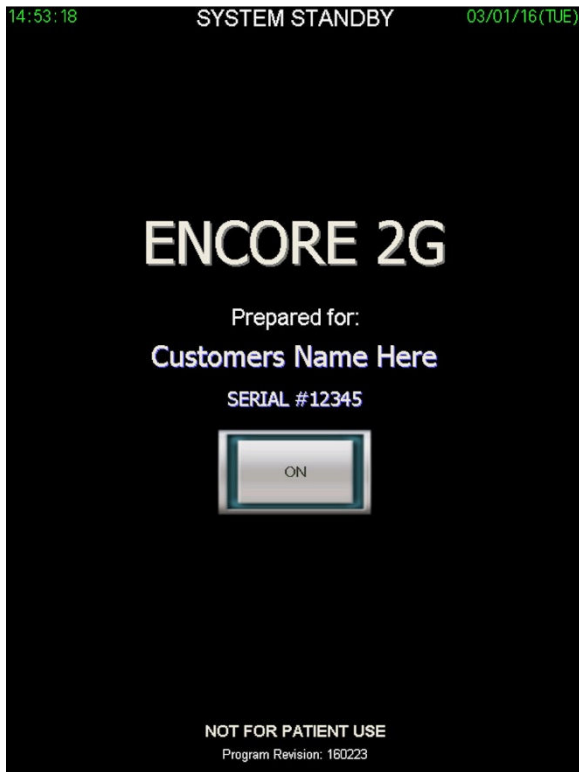 14:53:18 SYSTEM STANDBY 03/01/16(TUE)
ENCORE 2G
Prepared for:
Customers Name Here
SERIAL #12345
ON
NOT FOR PATIENT USE
Program Revision: 160223